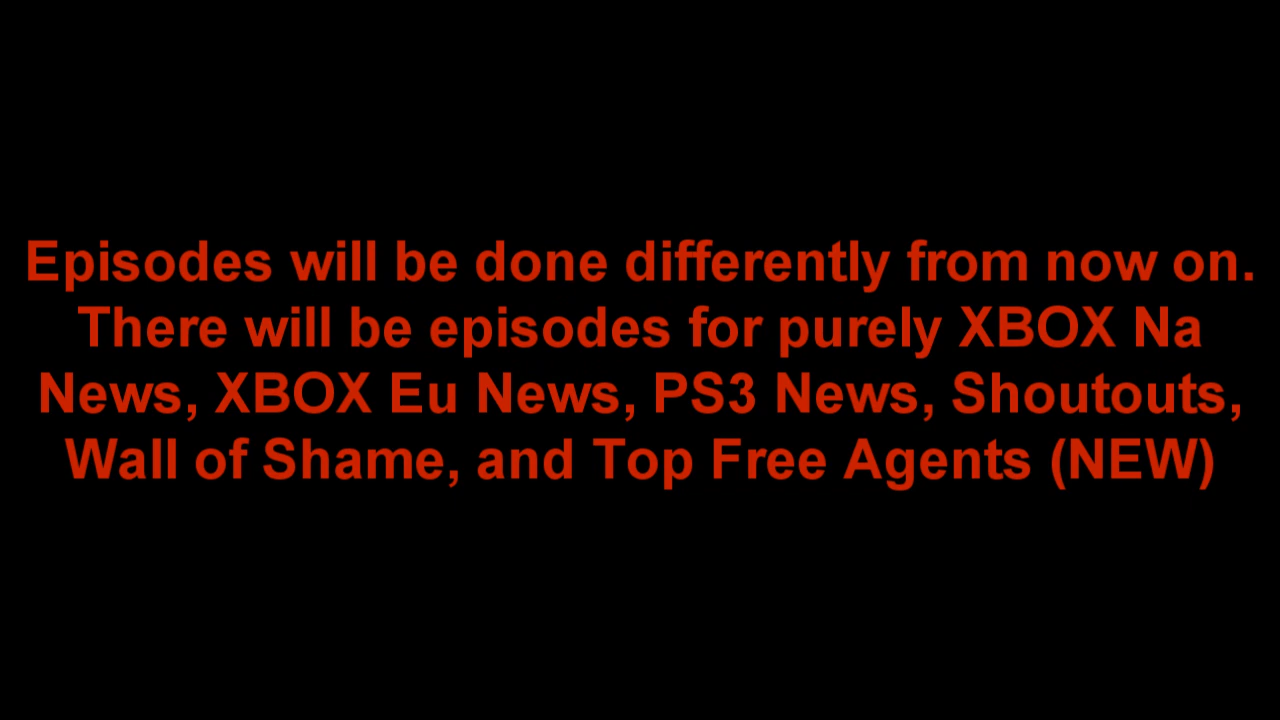 Episodes will be done differently from now on.
There will be episodes for purely XBOX Na
News, XBOX Eu News, PS3 News, Shoutouts,
Wall of Shame, and Top Free Agents (NEW)